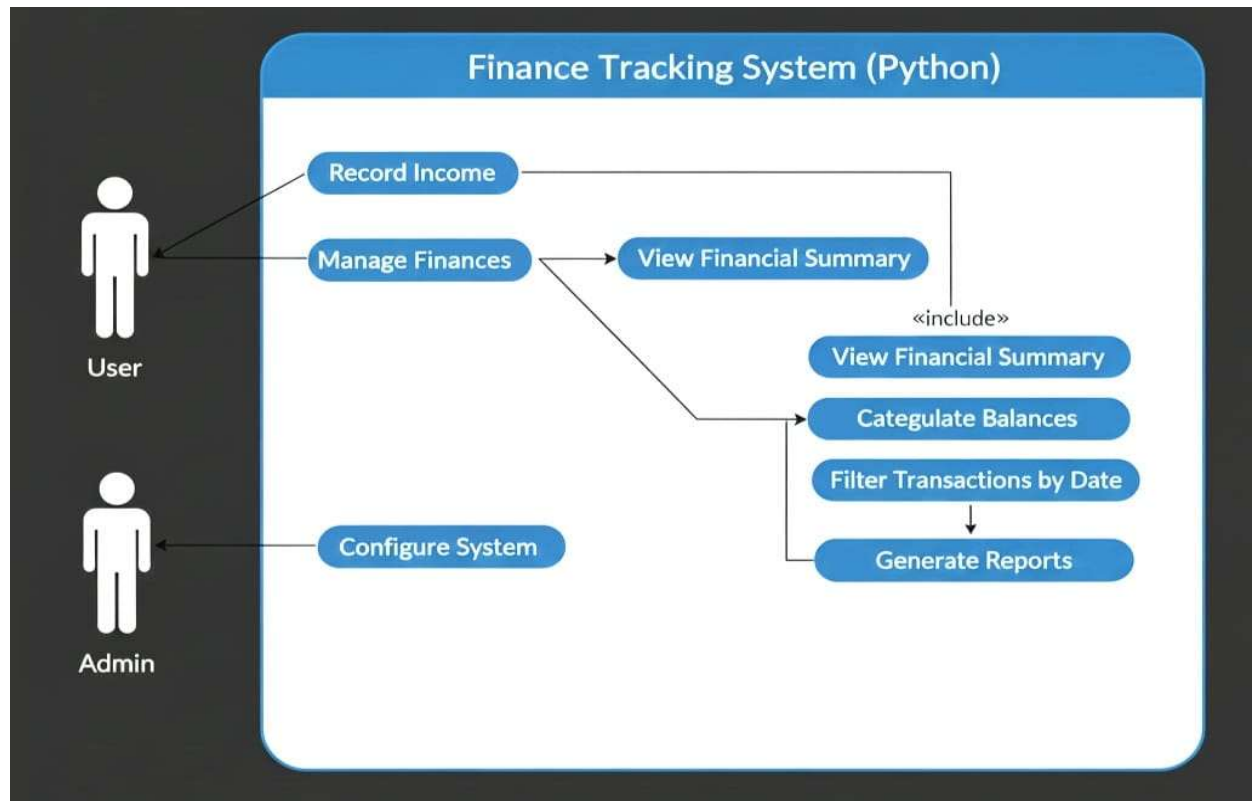 Finance Tracking System (Python)
Record Income
Manage Finances
View Financial Summary
«include»
View Financial Summary
User
Categulate Balances
Filter Transactions by Date
Configure System
Generate Reports
Admin